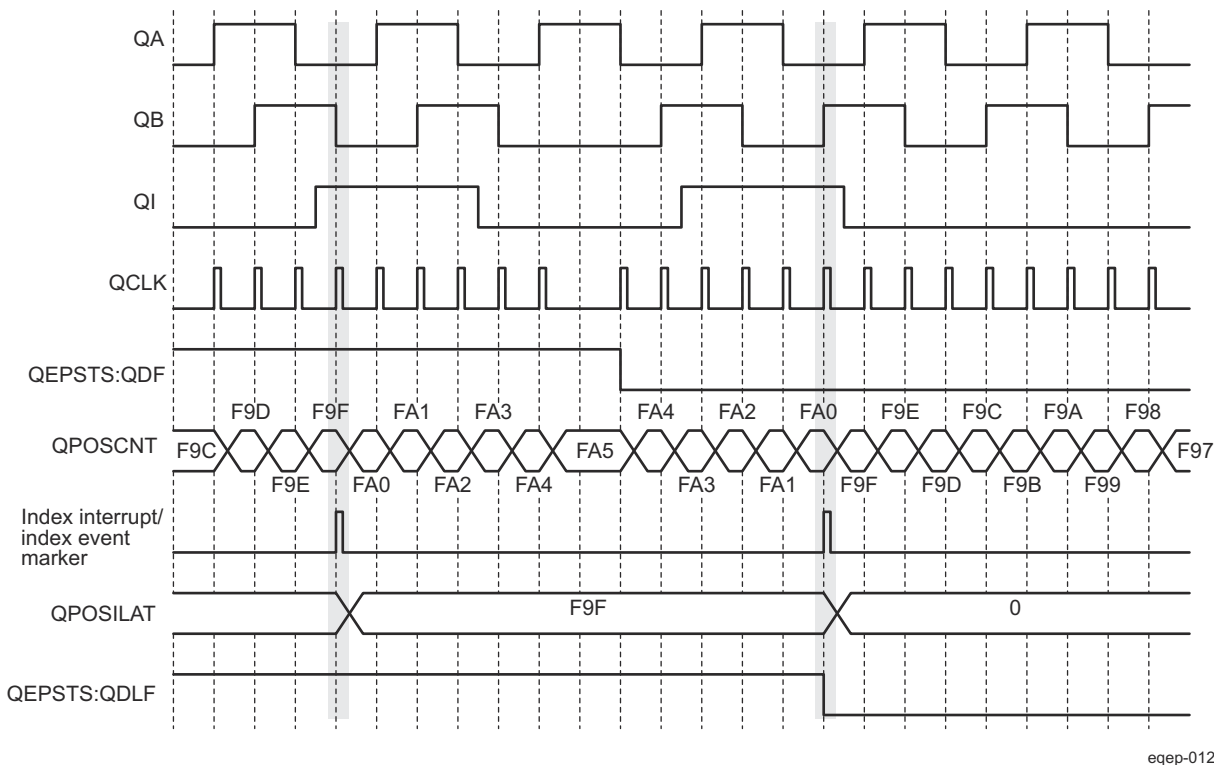 QA
QB
QI
QCLK
QEPSTS:QDF
F9D F9F FA1 FA3 FA4 FA2 FA0 F9E F9C F9A F98
QPOSCNT F9C FA5 F97
F9E FA0 FA2 FA4 FA3 FA1 F9F F9D F9B F99
Index interrupt/
index event
marker
QPOSILAT F9F 0
QEPSTS:QDLF
eqep-012